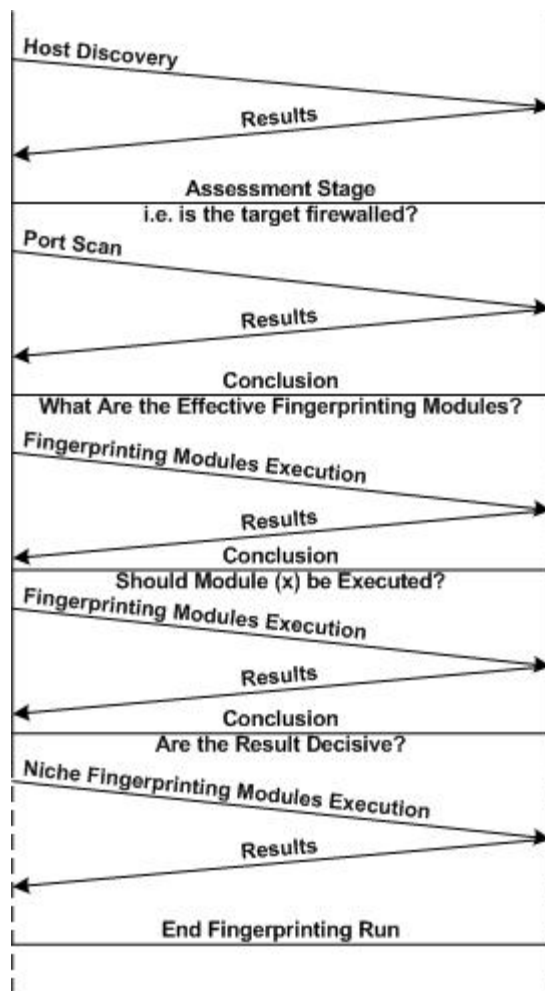 Host Discovery
Results
Assessment Stage
i.e. is the target firewalled?
Port Scan
Results
Conclusion
What Are the Effective Fingerprinting Modules?
Fingerprinting Modules Execution
Results
Conclusion
Should Module (x) be Executed?
Fingerprinting Modules Execution
Results
Conclusion
Are the Result Decisive?
Niche Fingerprinting Modules Execution
Results
End Fingerprinting Run